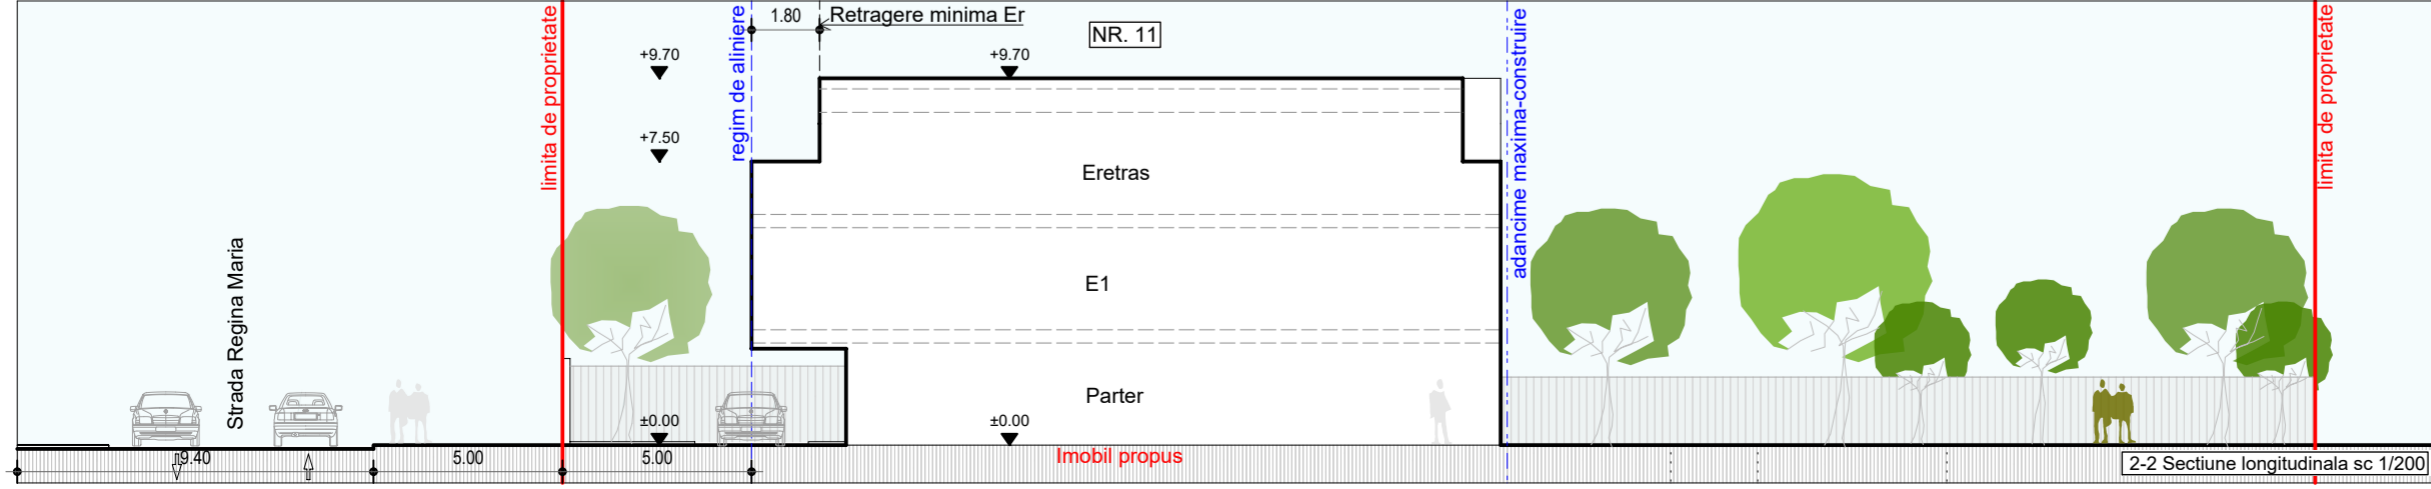 limita de proprietate
regim de aliniere
1.80
Retragere minima Er
NR. 11
adancime maxima-construire
limita de proprietate
+9.70
+9.70
+7.50
Eretras
Strada Regina Maria
E1
Parter
±0.00
±0.00
9.40
5.00
5.00
Imobil propus
2-2 Sectiune longitudinala sc 1/200